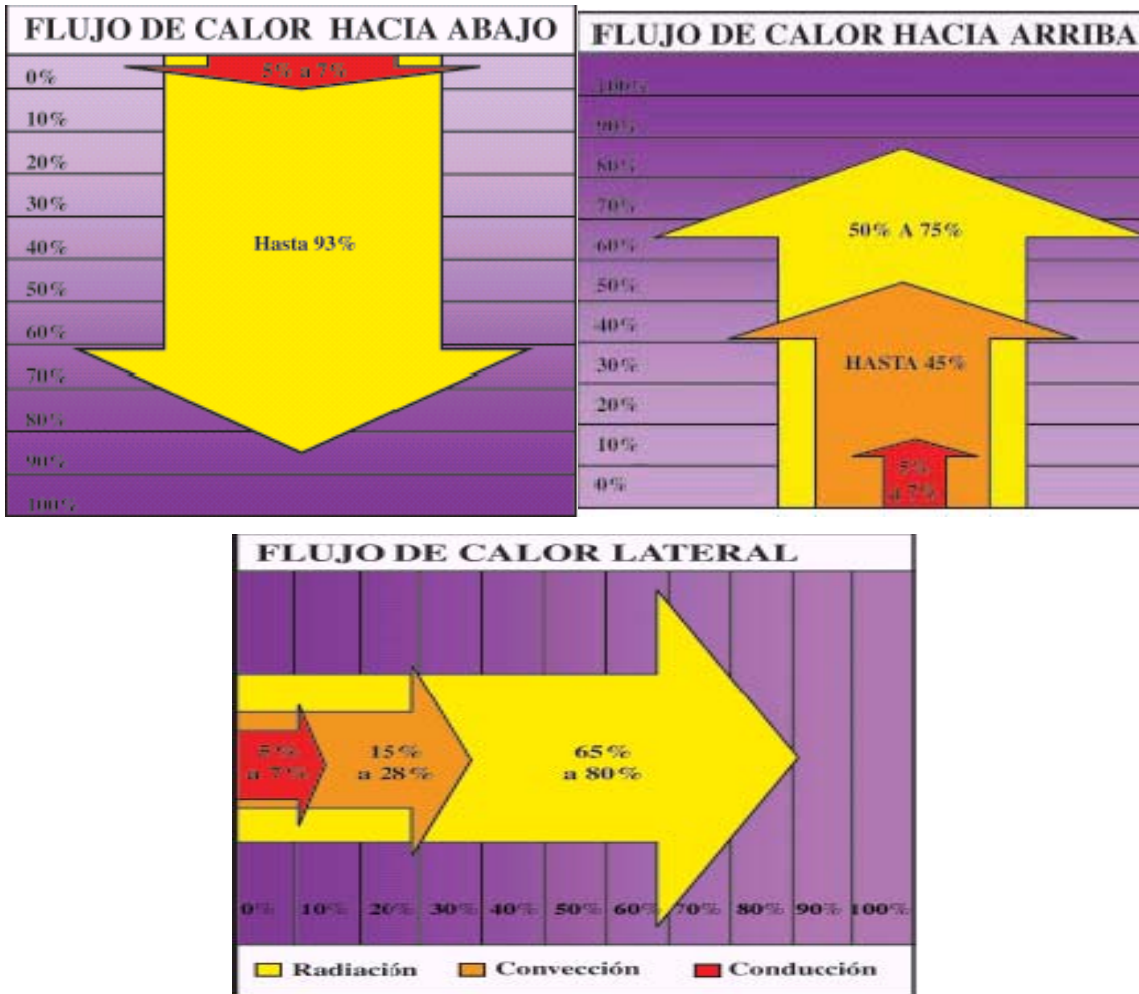 FLUJO DE CALOR HACIA ABAJO
0%
5% a 7%
10%
20%
30%
Hasta 93%
40%
50%
60%
70%
80%
90%
100%
FLUJO DE CALOR HACIA ARRIBA
100%
90%
80%
70%
50% A 75%
60%
50%
40%
30%
HASTA 45%
20%
10%
0%
5%
a 7%
FLUJO DE CALOR LATERAL
5%
a 7%
15%
a 28%
65%
a 80%
0% 10% 20% 30% 40% 50% 60% 70% 80% 90% 100%
Radiación Convección Conducción